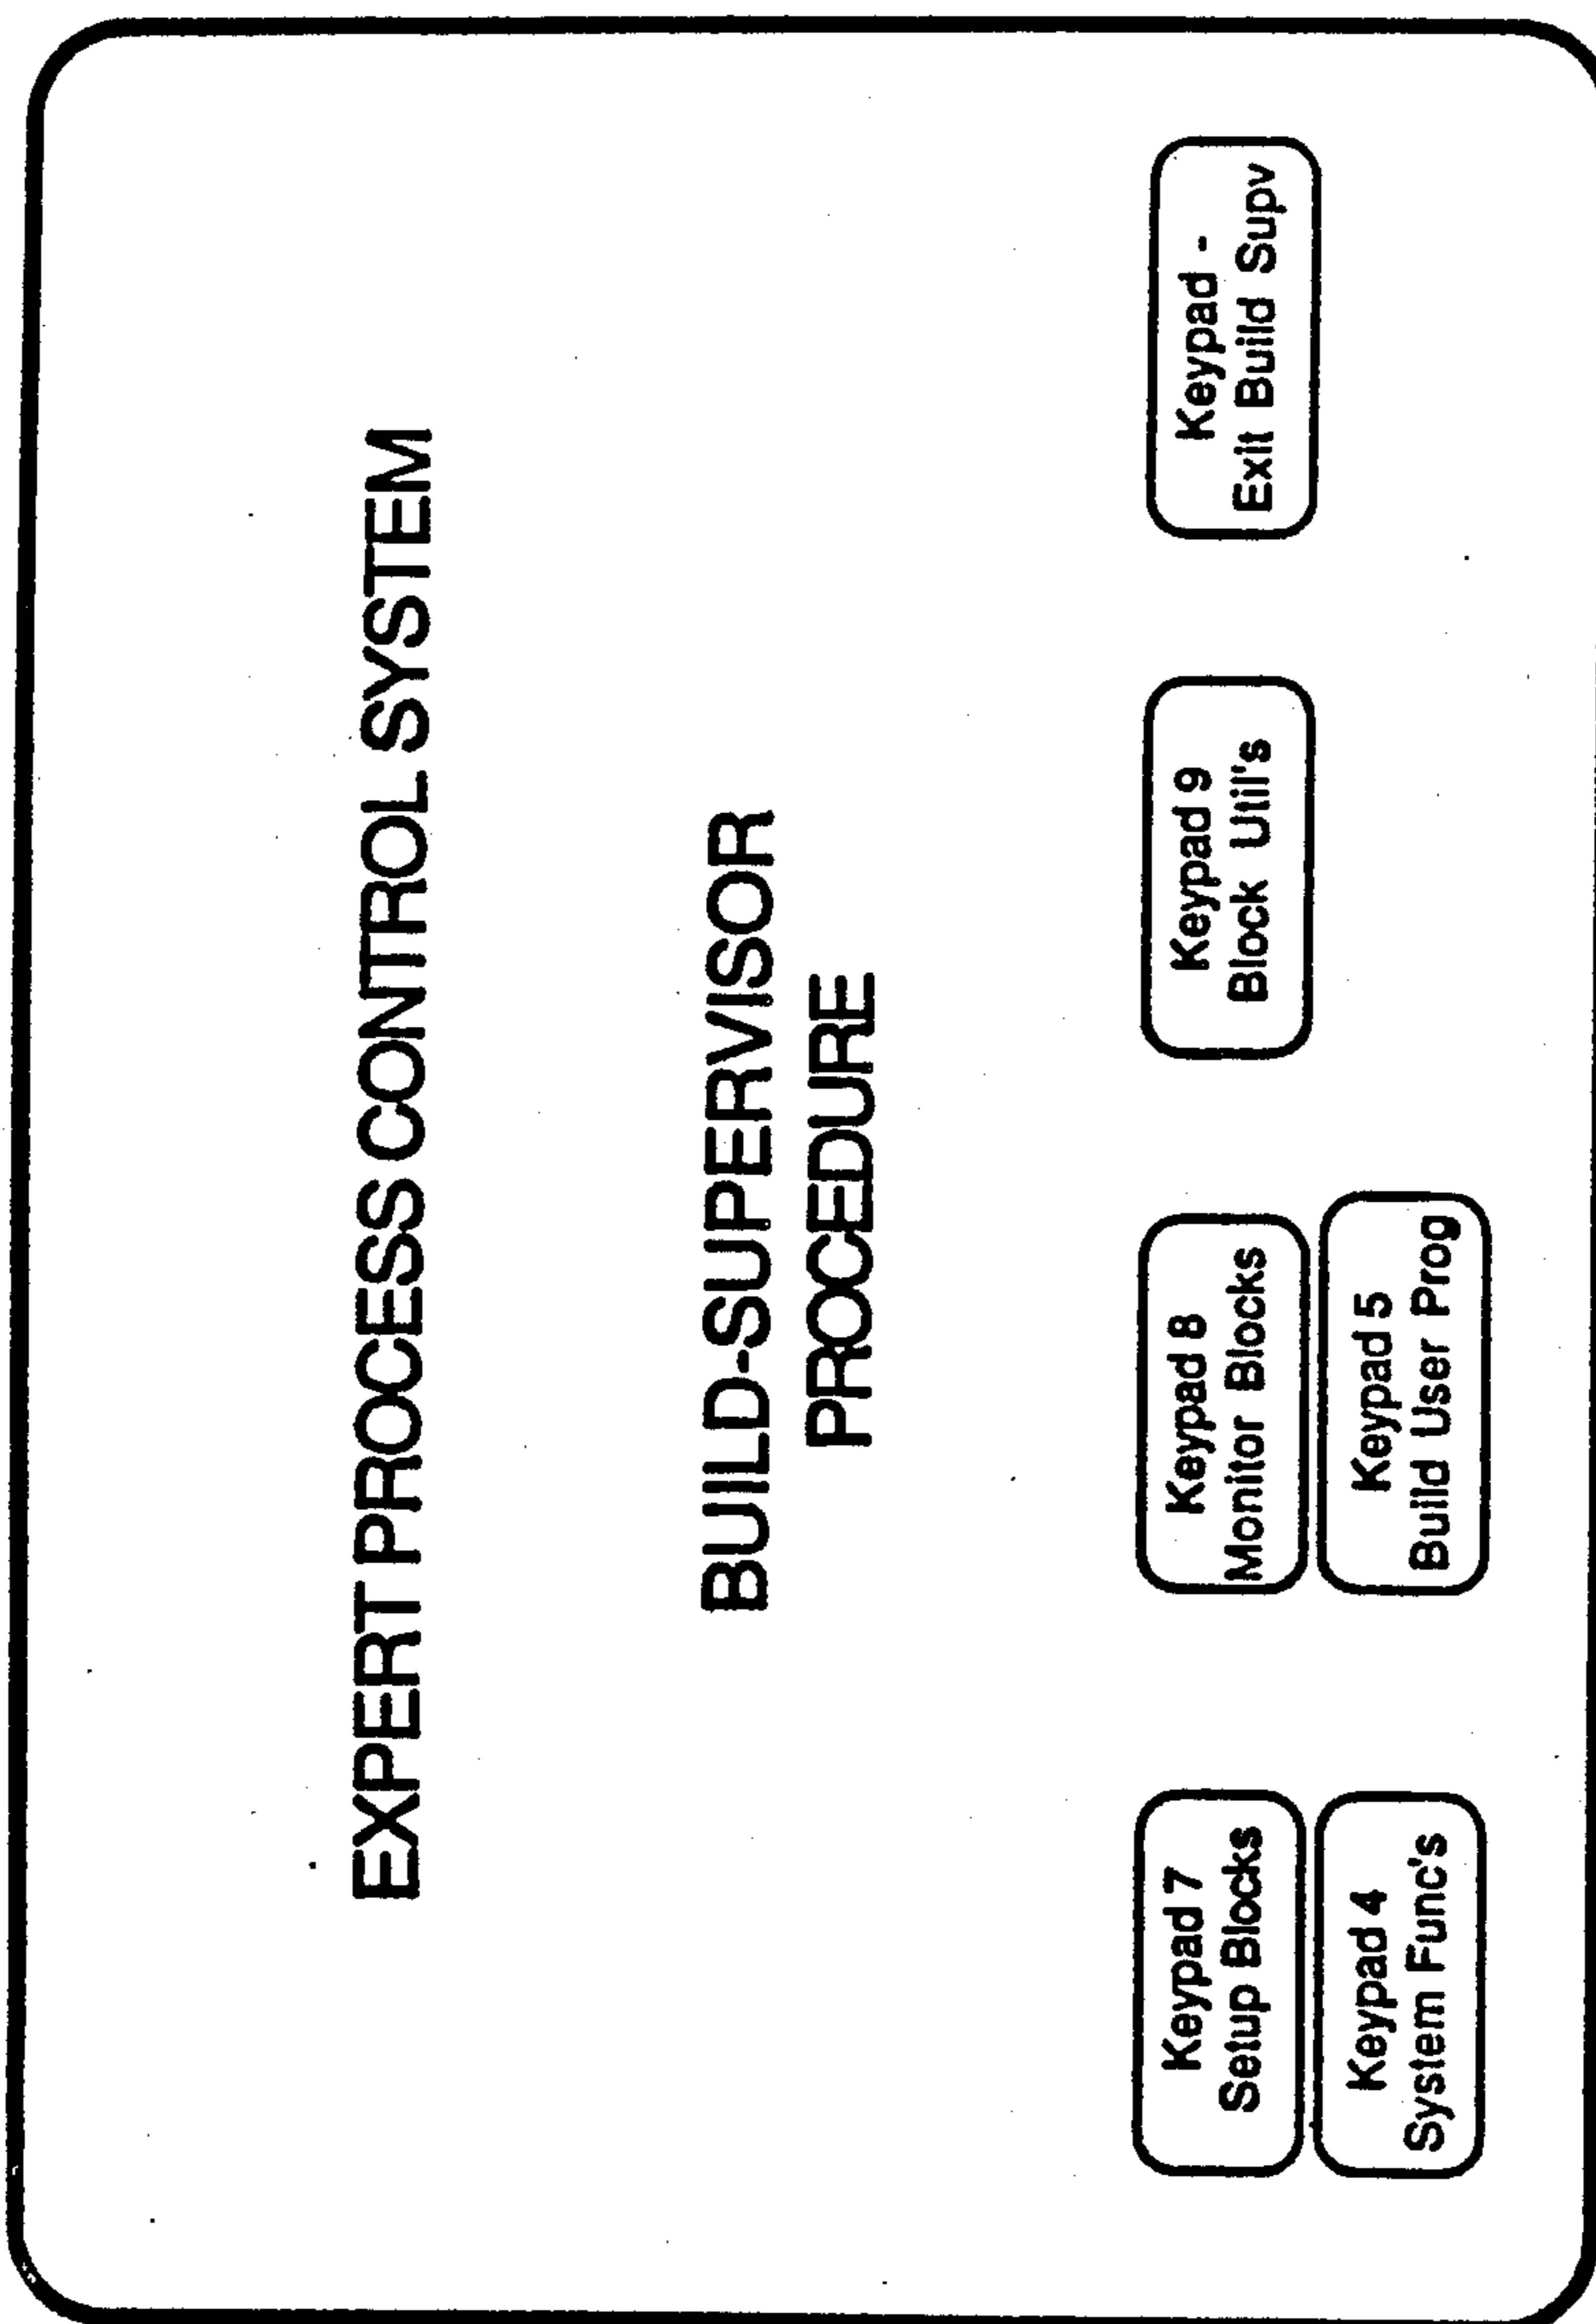 EXPERT PROCESS CONTROL SYSTEM
BUILD-SUPERVISOR
PROCEDURE
Keypad 7
Setup Blocks
Keypad 8
Monitor Blocks
Keypad 9
Block Util's
Keypad -
Exit Build Supv
Keypad 4
System Func's
Keypad 5
Build User Prog